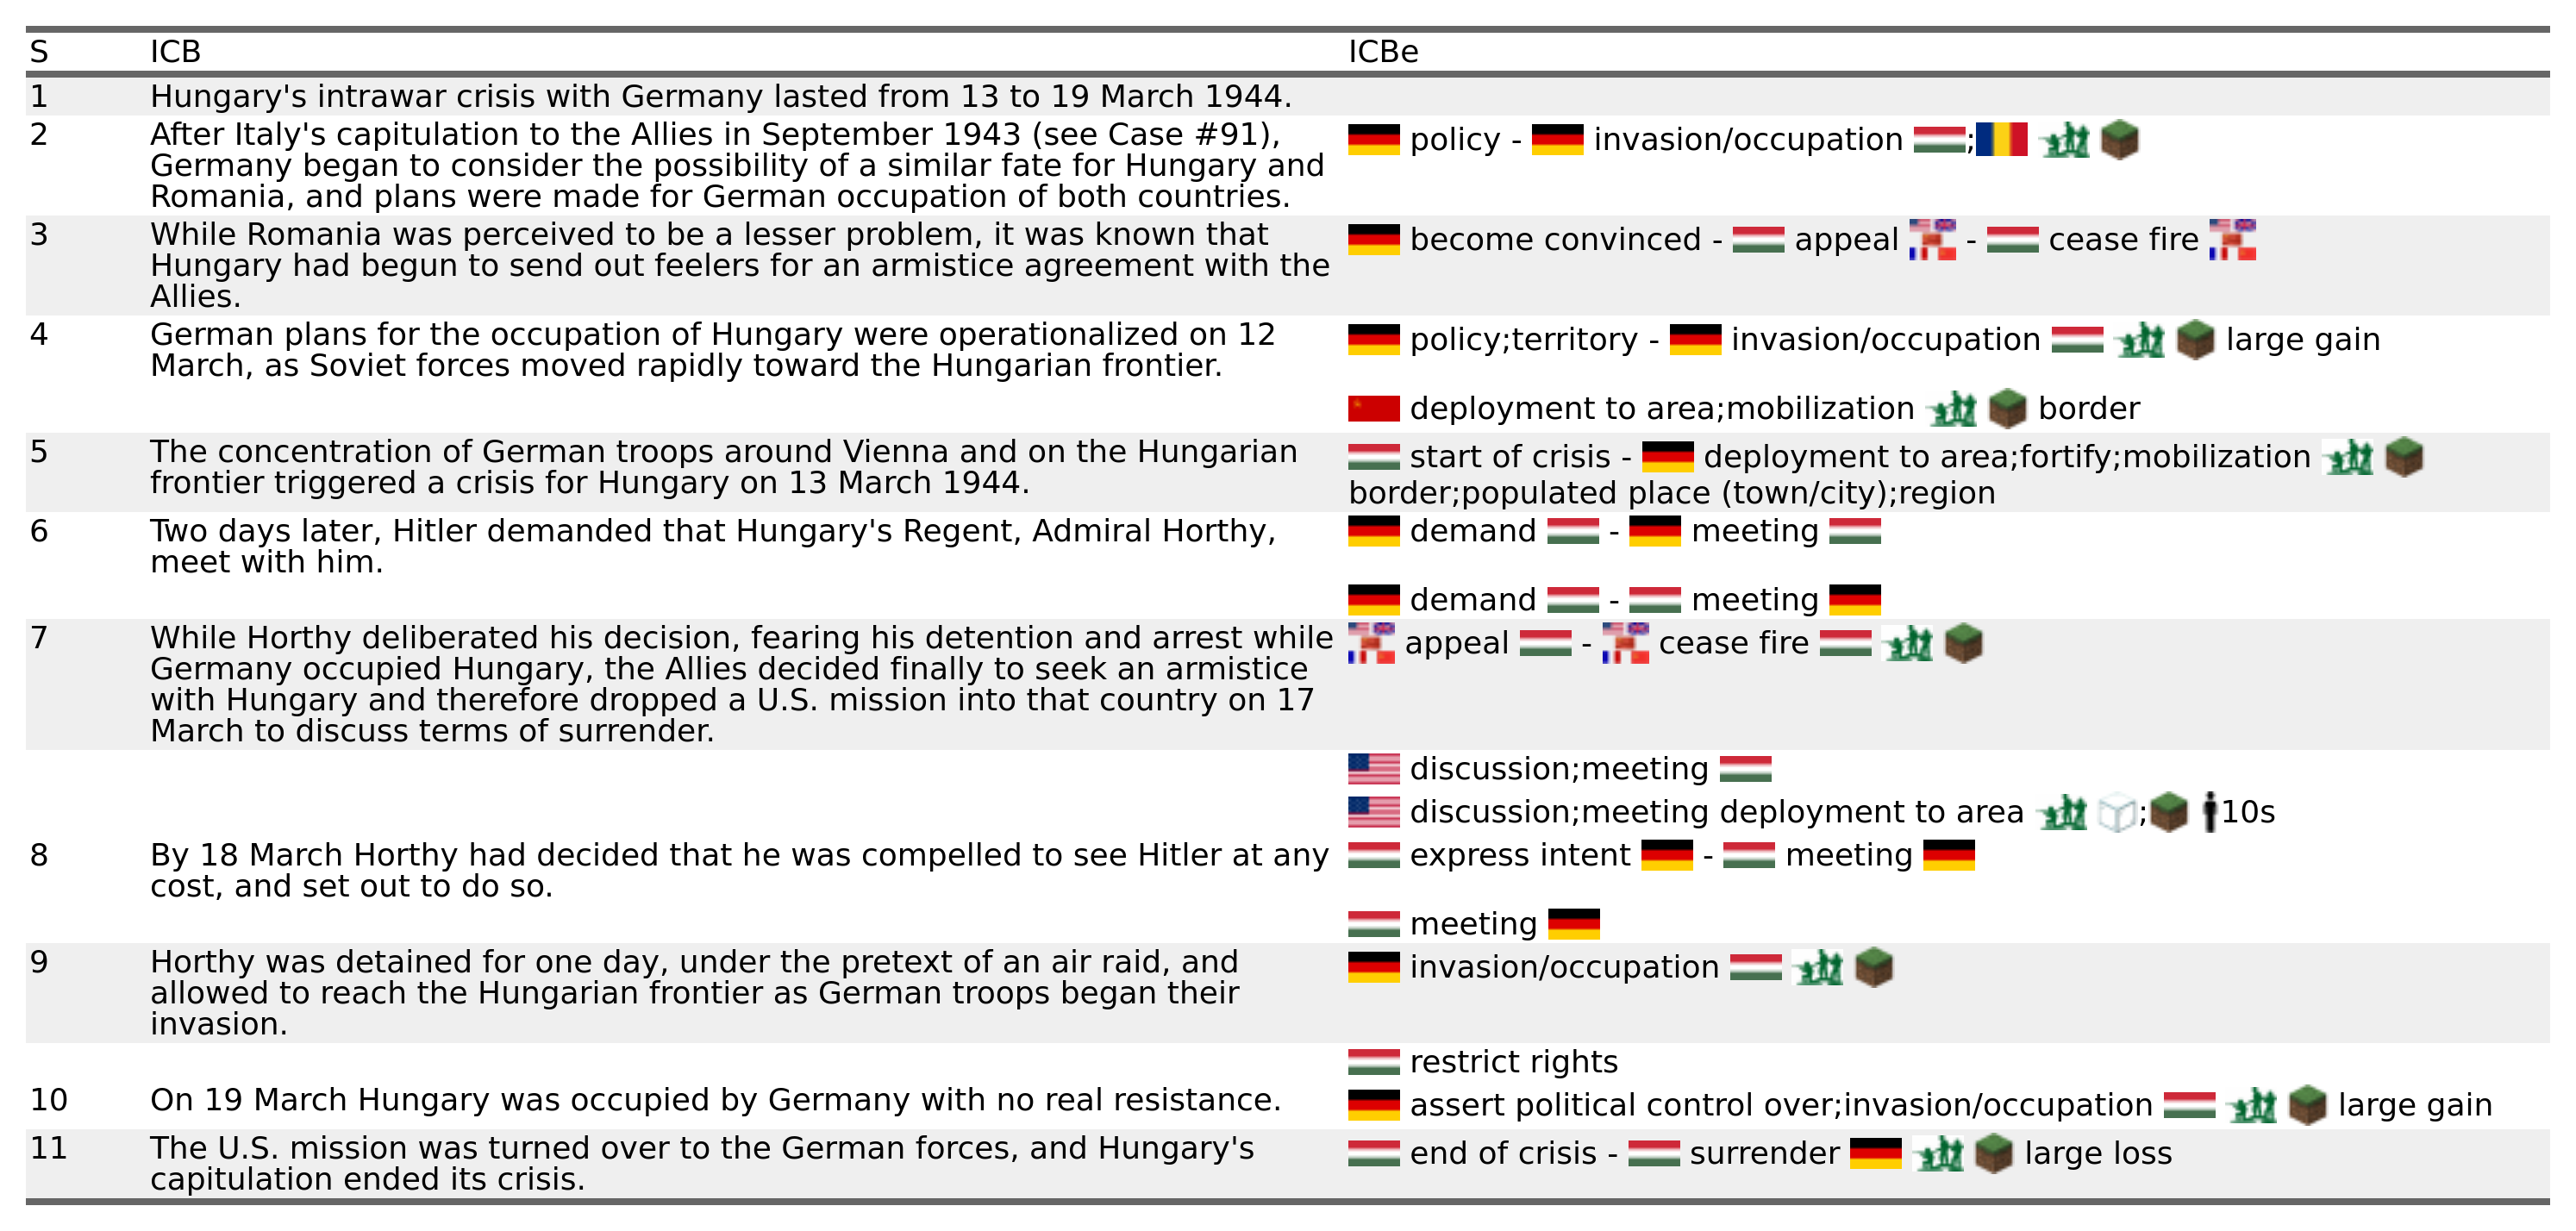 S ICB ICBe
1 Hungary's intrawar crisis with Germany lasted from 13 to 19 March 1944.
2 After Italy's capitulation to the Allies in September 1943 (see Case #91),
Germany began to consider the possibility of a similar fate for Hungary and
Romania, and plans were made for German occupation of both countries.
policy - invasion/occupation ;
3 While Romania was perceived to be a lesser problem, it was known that
Hungary had begun to send out feelers for an armistice agreement with the
Allies.
become convinced - appeal - cease fire
4 German plans for the occupation of Hungary were operationalized on 12
March, as Soviet forces moved rapidly toward the Hungarian frontier.
policy;territory - invasion/occupation large gain
deployment to area;mobilization border
5 The concentration of German troops around Vienna and on the Hungarian
frontier triggered a crisis for Hungary on 13 March 1944.
start of crisis - deployment to area;fortify;mobilization
border;populated place (town/city);region
6 Two days later, Hitler demanded that Hungary's Regent, Admiral Horthy,
meet with him.
demand - meeting
demand - meeting
7 While Horthy deliberated his decision, fearing his detention and arrest while
Germany occupied Hungary, the Allies decided finally to seek an armistice
with Hungary and therefore dropped a U.S. mission into that country on 17
March to discuss terms of surrender.
appeal - cease fire
discussion;meeting
discussion;meeting deployment to area ; 10s
8 By 18 March Horthy had decided that he was compelled to see Hitler at any
cost, and set out to do so.
express intent - meeting
meeting
9 Horthy was detained for one day, under the pretext of an air raid, and
allowed to reach the Hungarian frontier as German troops began their
invasion.
invasion/occupation
restrict rights
10 On 19 March Hungary was occupied by Germany with no real resistance.
assert political control over;invasion/occupation large gain
11 The U.S. mission was turned over to the German forces, and Hungary's
capitulation ended its crisis.
end of crisis - surrender large loss